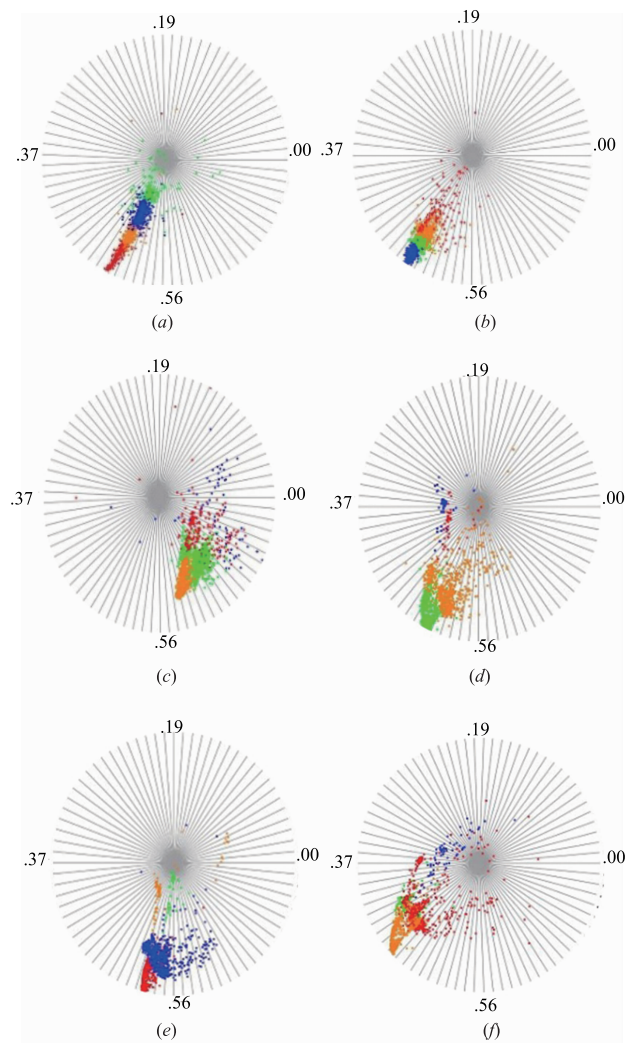 .19 .19
.37 .00 .37 .00
.56 .56
(a) (b)
.19 .19
.37 .00 .37 .00
.56 .56
(c) (d)
.19 .19
.37 .00 .37 .00
.56 .56
(e) (f)